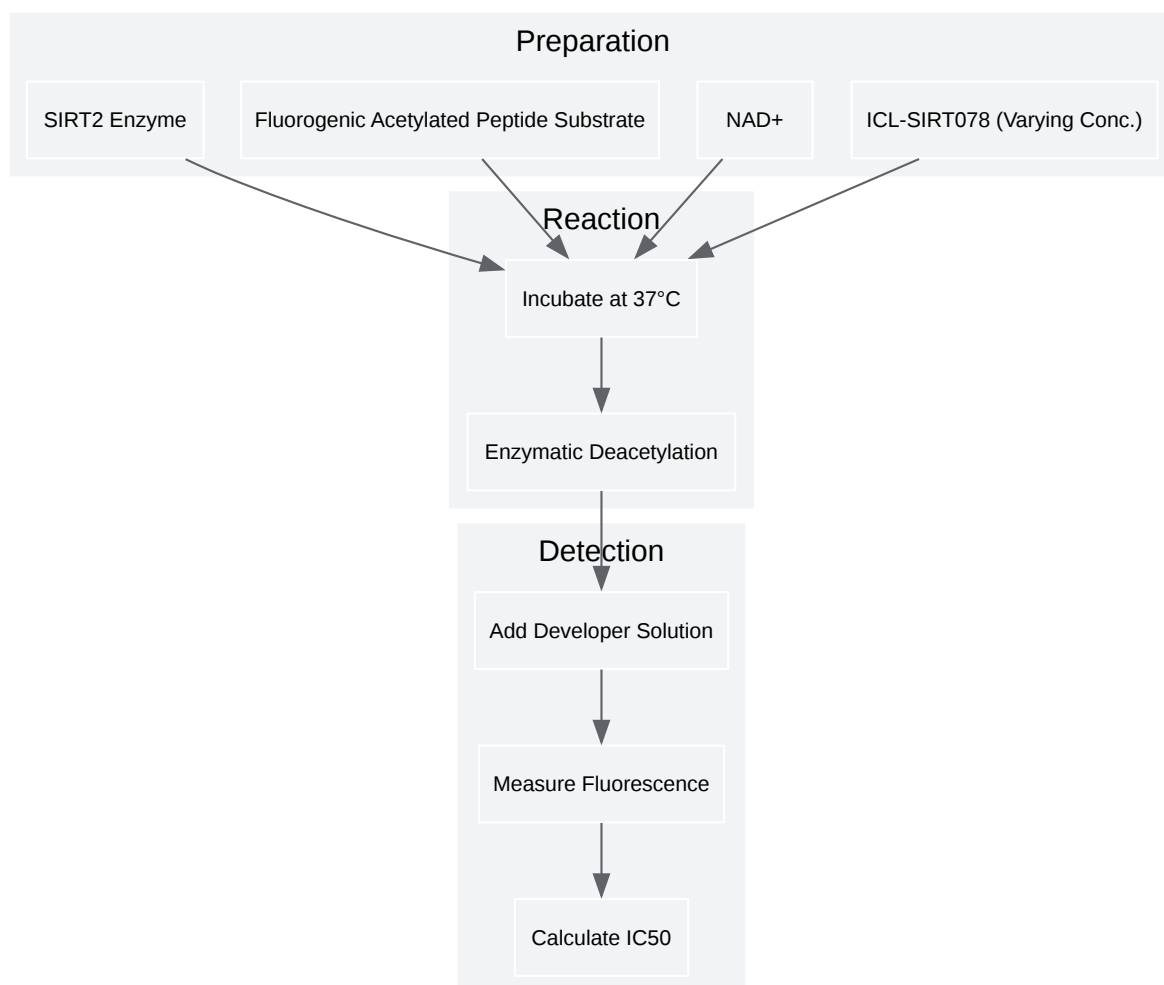 Preparation
SIRT2 Enzyme
Fluorogenic Acetylated Peptide Substrate
NAD+
ICL-SIRT078 (Varying Conc.)
Reaction
Incubate at 37°C
Enzymatic Deacetylation
Detection
Add Developer Solution
Measure Fluorescence
Calculate IC50